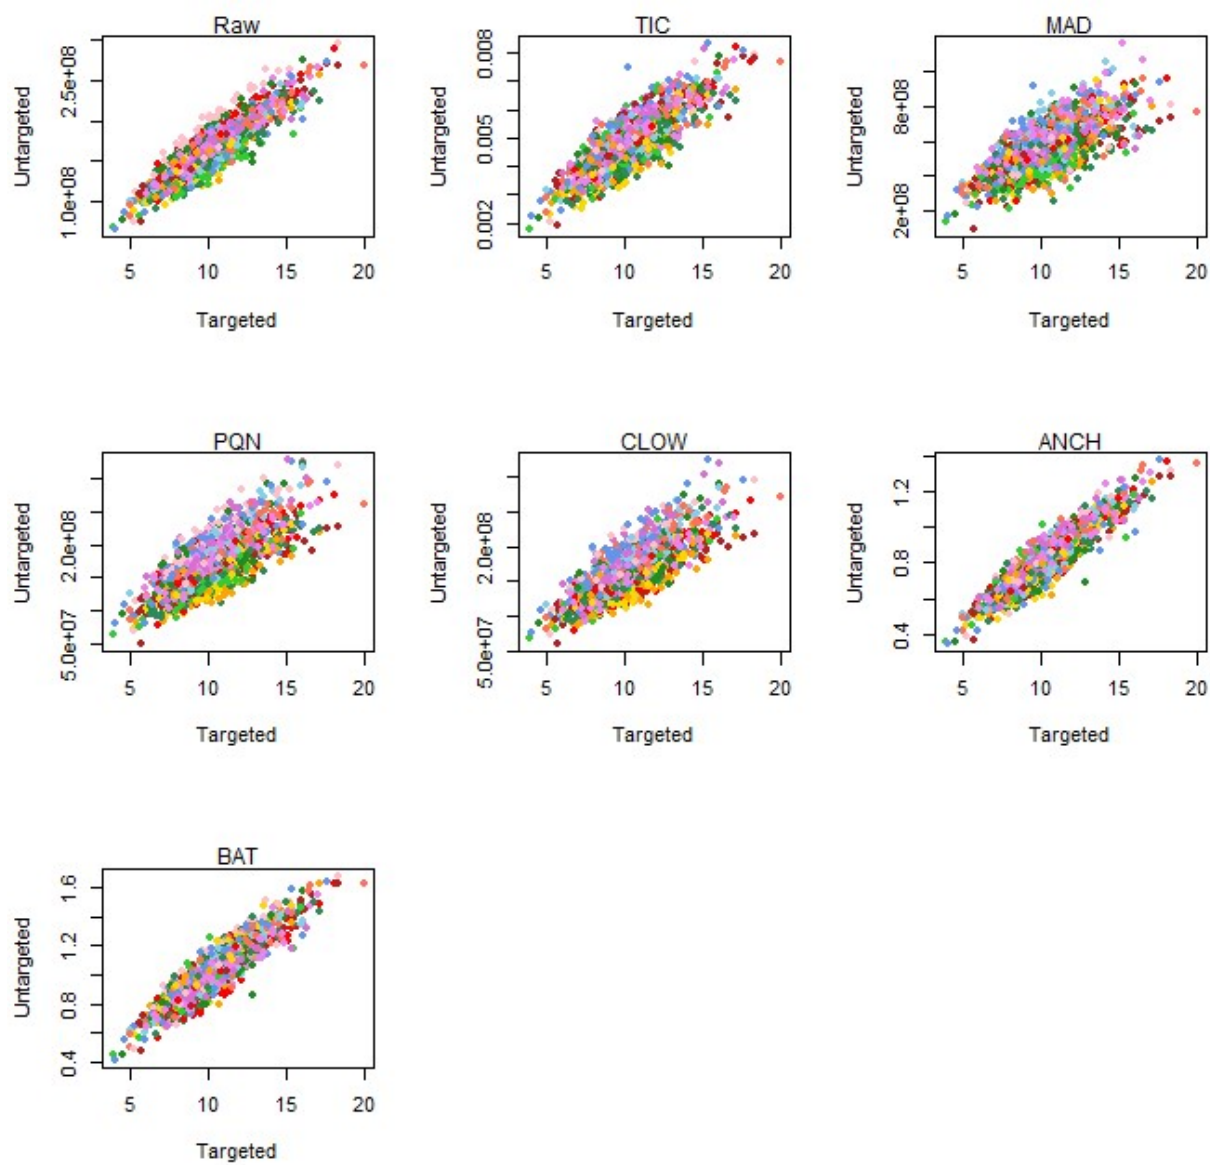 Raw
Untargeted
1.0e+08 2.5e+08
5 10 15 20
Targeted
TIC
Untargeted
0.002 0.005 0.008
5 10 15 20
Targeted
MAD
Untargeted
2e+08 8e+08
5 10 15 20
Targeted
PQN
Untargeted
5.0e+07 2.0e+08
5 10 15 20
Targeted
CLOW
Untargeted
5.0e+07 2.0e+08
5 10 15 20
Targeted
ANCH
Untargeted
0.4 0.8 1.2
5 10 15 20
Targeted
BAT
Untargeted
0.4 0.8 1.2 1.6
5 10 15 20
Targeted